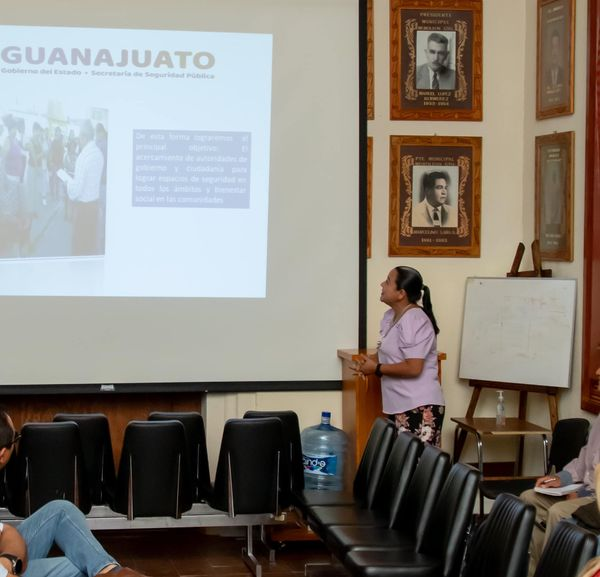 GUANAJUATO
Gobierno del Estado • Secretaría de Seguridad Pública
De esta forma lograremos el
principal objetivo: El
acercamiento de autoridades de
gobierno y ciudadanía para
lograr espacios de seguridad en
todos los ámbitos y bienestar
social en las comunidades
PRESIDENTE
MUNICIPAL